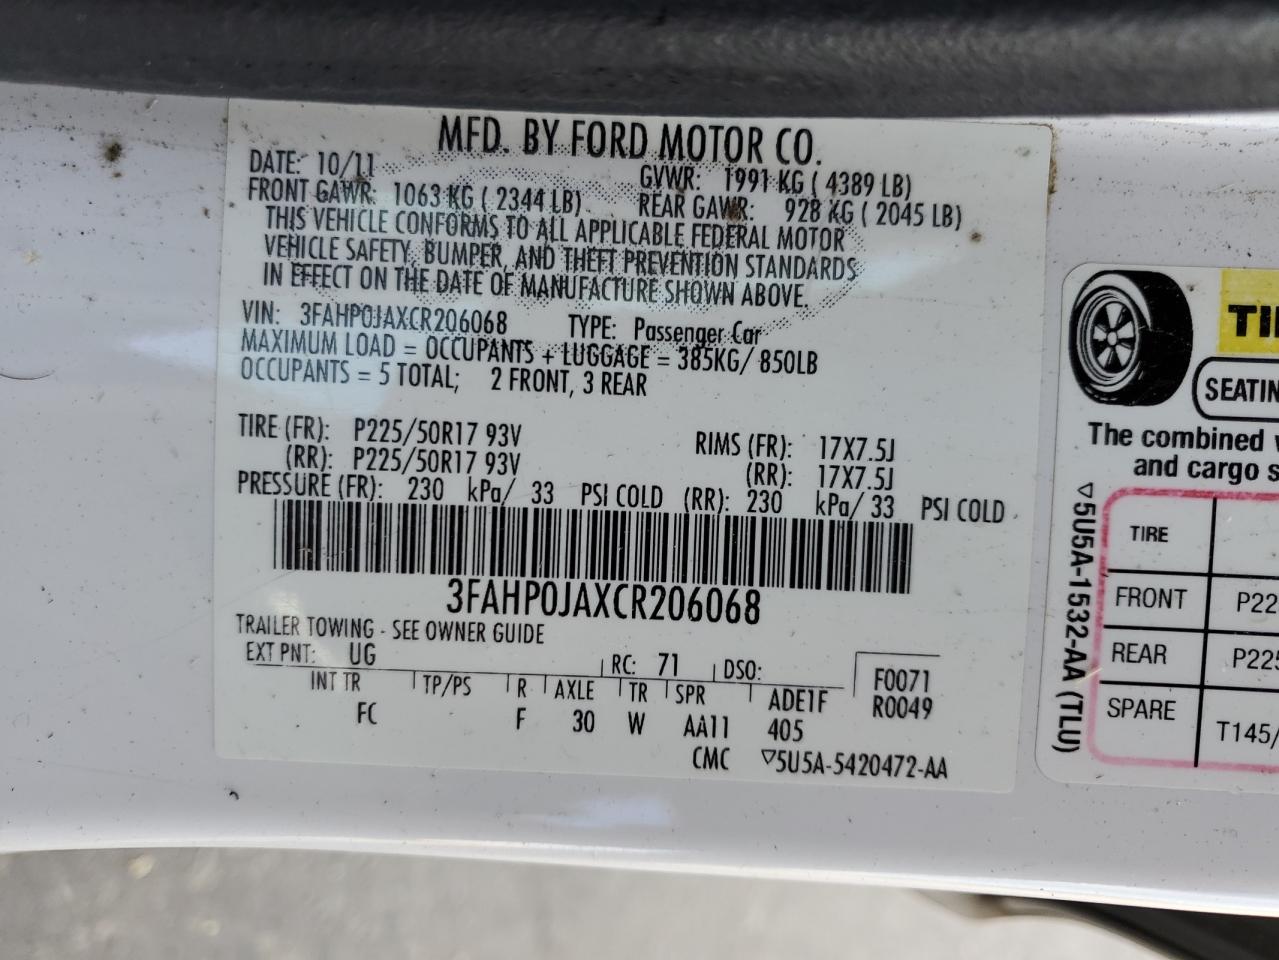 MFD. BY FORD MOTOR CO.
DATE: 10/11 GVWR: 1991 KG ( 4389 LB)
FRONT GAWR: 1063 KG ( 2344 LB) REAR GAWR: 928 KG ( 2045 LB)
THIS VEHICLE CONFORMS TO ALL APPLICABLE FEDERAL MOTOR
VEHICLE SAFETY, BUMPER, AND THEFT PREVENTION STANDARDS
IN EFFECT ON THE DATE OF MANUFACTURE SHOWN ABOVE.
VIN: 3FAHP0JAXCR206068 TYPE: Passenger Car
MAXIMUM LOAD = OCCUPANTS + LUGGAGE = 385KG/ 850LB
OCCUPANTS = 5 TOTAL; 2 FRONT, 3 REAR
TIRE (FR): P225/50R17 93V RIMS (FR): 17X7.5J
(RR): P225/50R17 93V (RR): 17X7.5J
PRESSURE (FR): 230 kPa/ 33 PSI COLD (RR): 230 kPa/ 33 PSI COLD
3FAHP0JAXCR206068
TRAILER TOWING - SEE OWNER GUIDE
EXT PNT: UG RC: 71 DSO: F0071
INT TR TP/PS R AXLE TR SPR ADE1F R0049
FC F 30 W AA11 405
CMC ▽5U5A-5420472-AA
SEATIN
The combined
and cargo s
TIRE
FRONT P22
REAR P225
SPARE T145/
▽5U5A-1532-AA (TLU)